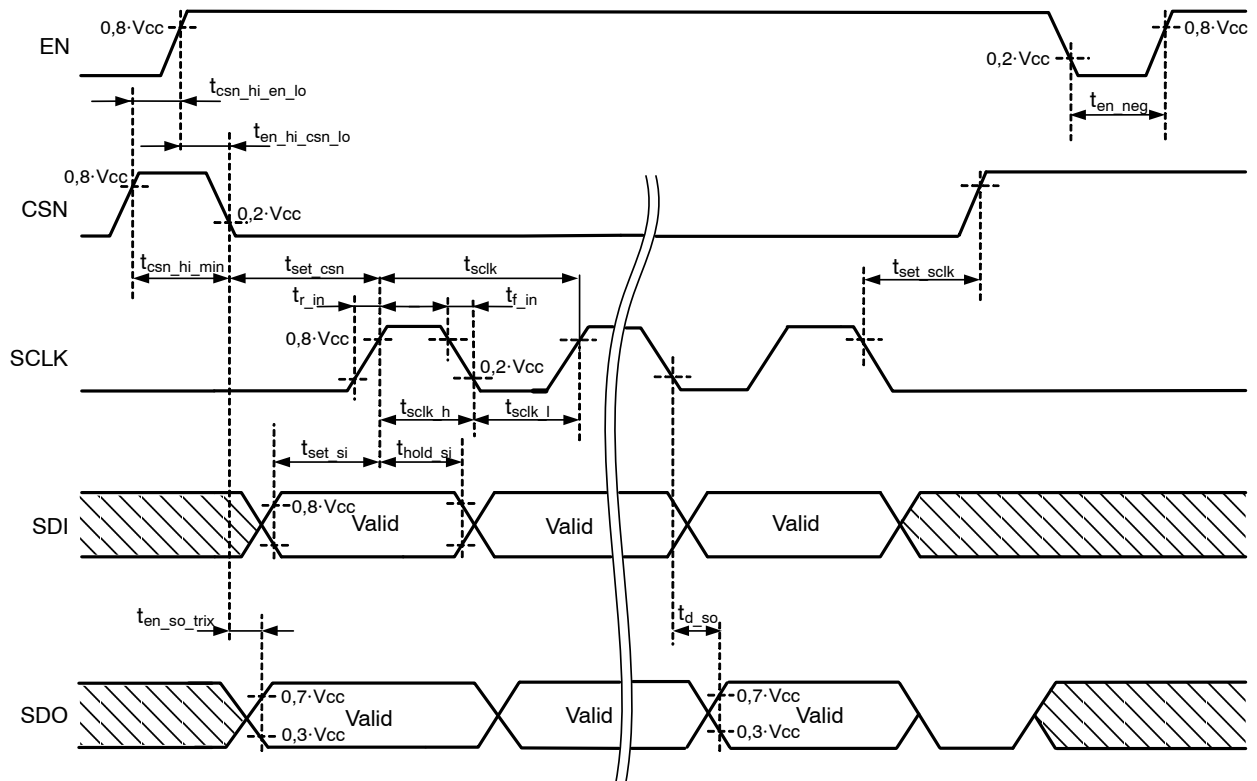 EN
0,8·Vcc
0,2·Vcc
0,8·Vcc
tcsn_hi_en_lo
ten_neg
ten_hi_csn_lo
CSN
0,8·Vcc
0,2·Vcc
tcsn_hi_min
tset_csn
tsclk
tset_sclk
tr_in
tf_in
SCLK
0,8·Vcc
0,2·Vcc
tsclk_h
tsclk_l
tset_si
thold_si
SDI
0,8·Vcc
Valid
Valid
Valid
ten_so_trix
td_so
SDO
0,7·Vcc
Valid
0,3·Vcc
Valid
0,7·Vcc
Valid
0,3·Vcc